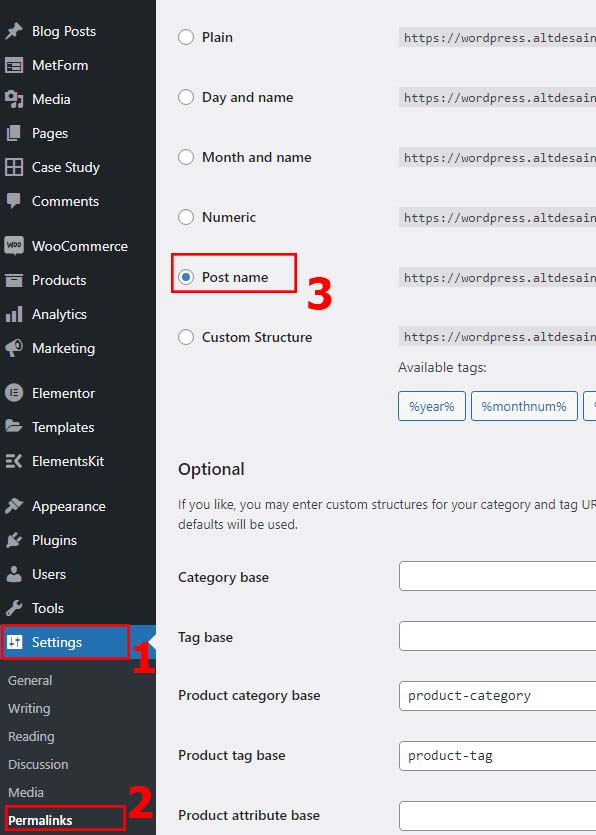 Blog Posts
MetForm
Media
Pages
Case Study
Comments
WOO
WooCommerce
Products
Analytics
Marketing
Elementor
Templates
ElementsKit
Appearance
Plugins
Users
Tools
Settings
1
General
Writing
Reading
Discussion
Media
Permalinks
2
Plain
https://wordpress.altdesain
Day and name
https://wordpress.altdesain
Month and name
https://wordpress.altdesain
Numeric
https://wordpress.altdesain
Post name
3
https://wordpress.altdesain
Custom Structure
https://wordpress.altdesain
Available tags:
%year%
%monthnum%
Optional
If you like, you may enter custom structures for your category and tag UR
defaults will be used.
Category base
Tag base
Product category base
product-category
Product tag base
product-tag
Product attribute base